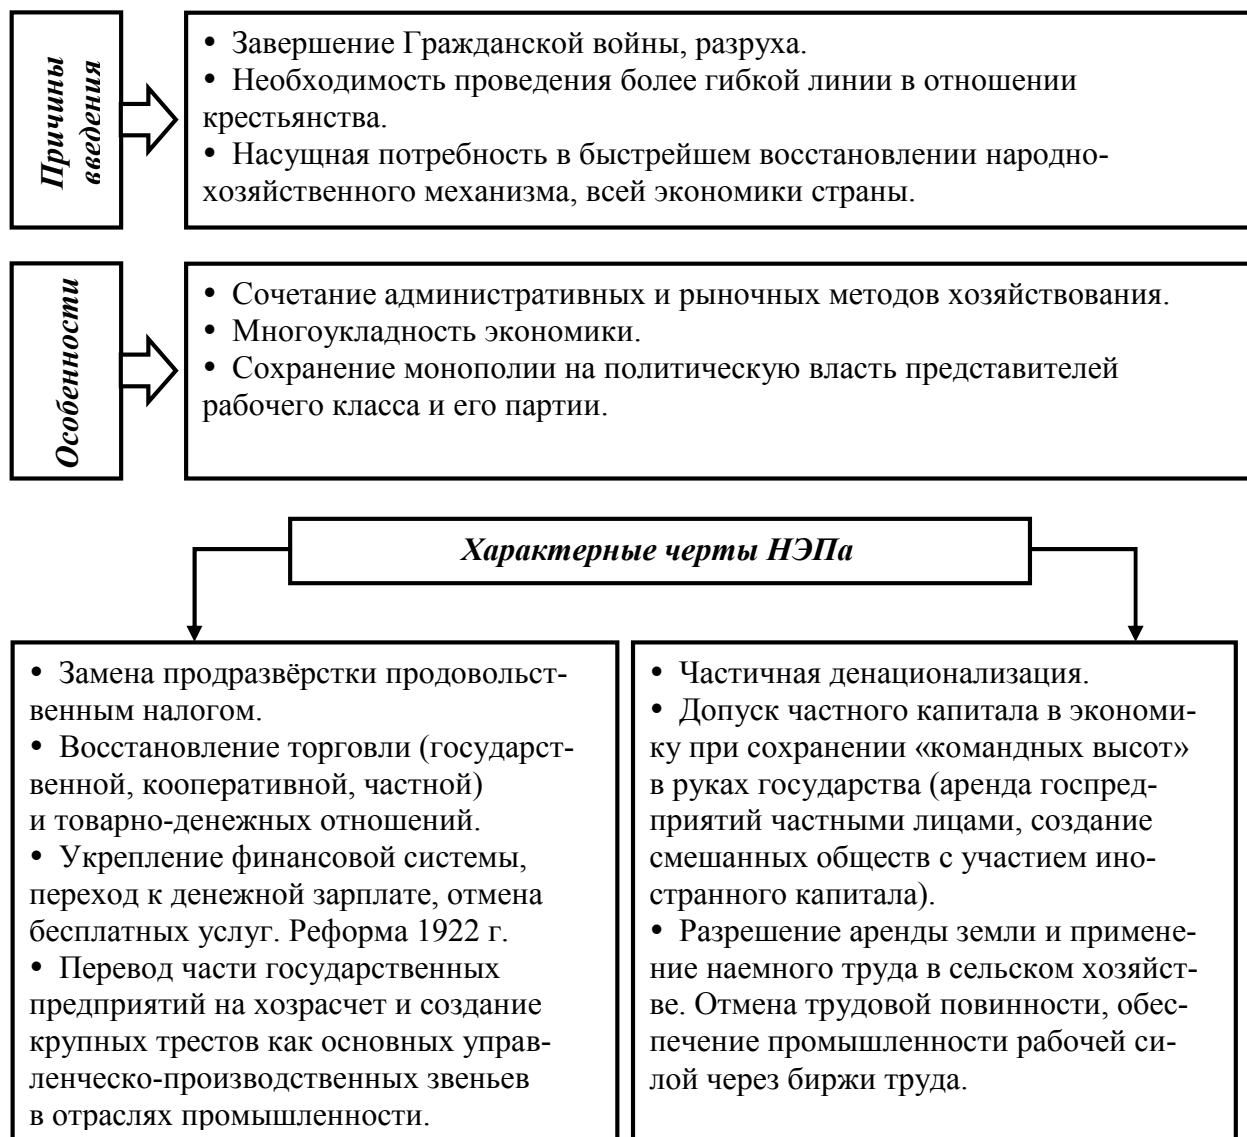 Причины
введения
• Завершение Гражданской войны, разруха.
• Необходимость проведения более гибкой линии в отношении
крестьянства.
• Насущная потребность в быстрейшем восстановлении народно-
хозяйственного механизма, всей экономики страны.
Особенности
• Сочетание административных и рыночных методов хозяйствования.
• Многоукладность экономики.
• Сохранение монополии на политическую власть представителей
рабочего класса и его партии.
Характерные черты НЭПа
• Замена продразвёрстки продовольст-
венным налогом.
• Восстановление торговли (государст-
венной, кооперативной, частной)
и товарно-денежных отношений.
• Укрепление финансовой системы,
переход к денежной зарплате, отмена
бесплатных услуг. Реформа 1922 г.
• Перевод части государственных
предприятий на хозрасчет и создание
крупных трестов как основных управ-
ленческо-производственных звеньев
в отраслях промышленности.
• Частичная денационализация.
• Допуск частного капитала в экономи-
ку при сохранении «командных высот»
в руках государства (аренда госпред-
приятий частными лицами, создание
смешанных обществ с участием ино-
странного капитала).
• Разрешение аренды земли и примене-
ние наемного труда в сельском хозяйст-
ве. Отмена трудовой повинности, обес-
печение промышленности рабочей си-
лой через биржи труда.